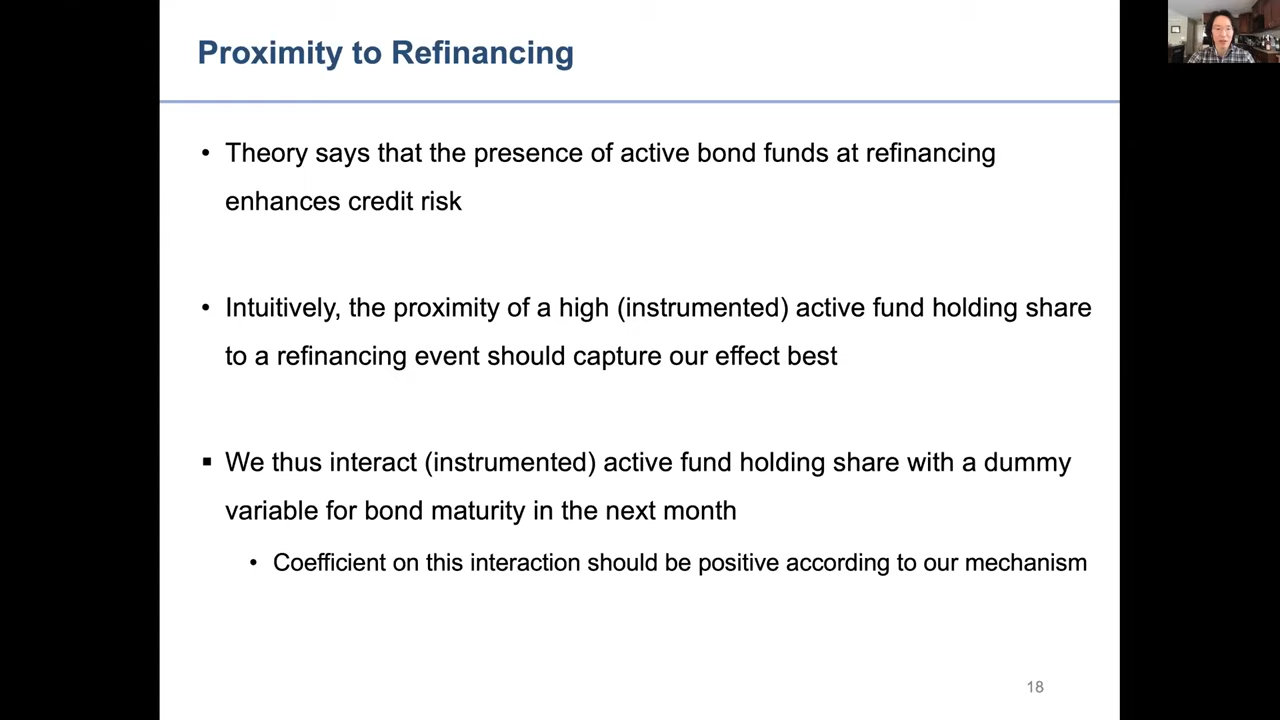 Proximity to Refinancing
• Theory says that the presence of active bond funds at refinancing
enhances credit risk
• Intuitively, the proximity of a high (instrumented) active fund holding share
to a refinancing event should capture our effect best
▪ We thus interact (instrumented) active fund holding share with a dummy
variable for bond maturity in the next month
• Coefficient on this interaction should be positive according to our mechanism
18